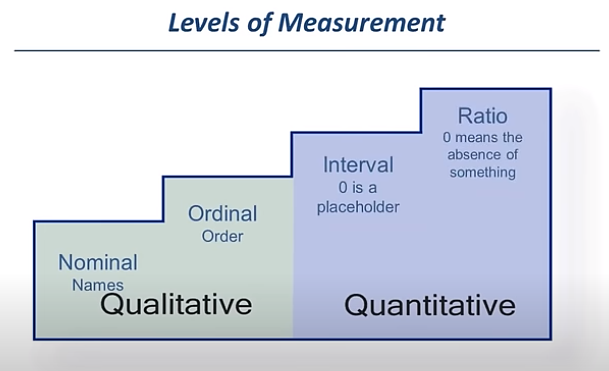 Levels of Measurement
Nominal
Names
Ordinal
Order
Qualitative
Interval
0 is a
placeholder
Ratio
0 means the
absence of
something
Quantitative